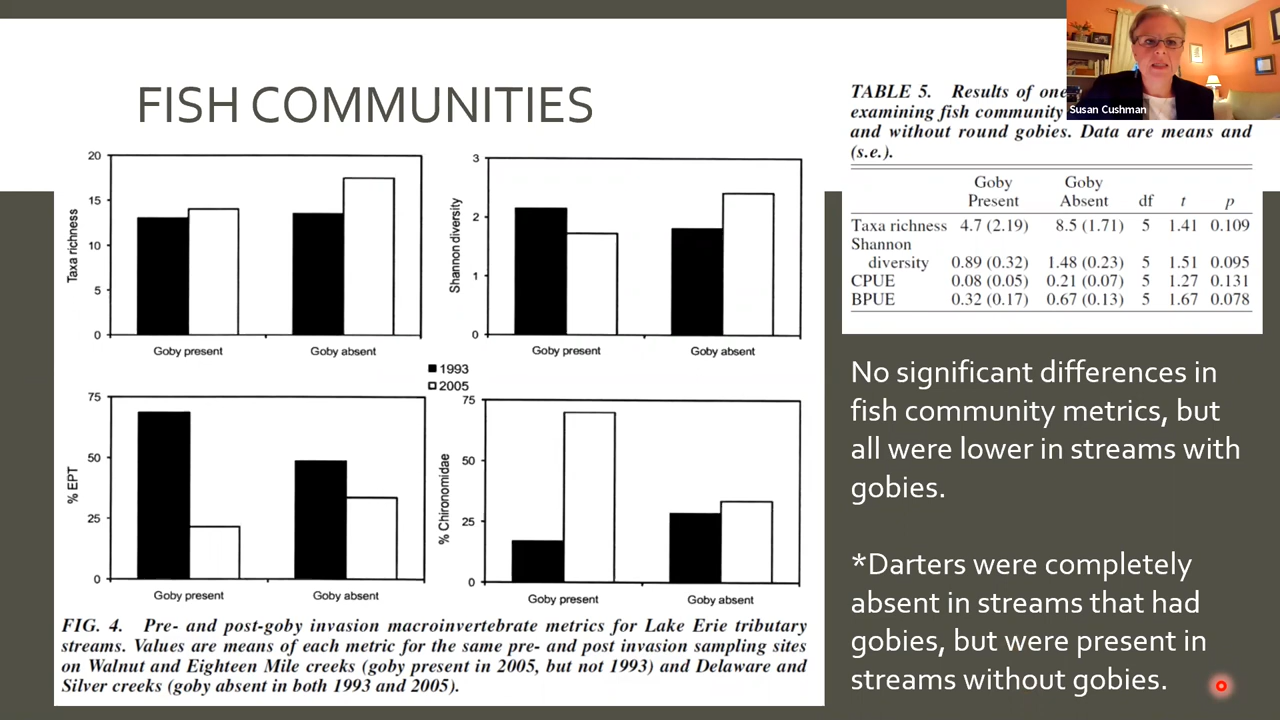 FISH COMMUNITIES
20
15
10
5
0
Taxa richness
Goby present
Goby absent
3
2
1
0
Shannon diversity
Goby present
Goby absent
1993
2005
75
50
25
0
% EPT
Goby present
Goby absent
75
50
25
0
% Chironomidae
Goby present
Goby absent
FIG. 4. Pre- and post-goby invasion macroinvertebrate metrics for Lake Erie tributary
streams. Values are means of each metric for the same pre- and post invasion sampling sites
on Walnut and Eighteen Mile creeks (goby present in 2005, but not 1993) and Delaware and
Silver creeks (goby absent in both 1993 and 2005).
Susan Cushman
TABLE 5. Results of one
examining fish community
and without round gobies. Data are means and
(s.e.).
Goby Goby
Present Absent df t p
Taxa richness 4.7 (2.19) 8.5 (1.71) 5 1.41 0.109
Shannon
diversity 0.89 (0.32) 1.48 (0.23) 5 1.51 0.095
CPUE 0.08 (0.05) 0.21 (0.07) 5 1.27 0.131
BPUE 0.32 (0.17) 0.67 (0.13) 5 1.67 0.078
No significant differences in
fish community metrics, but
all were lower in streams with
gobies.
*Darters were completely
absent in streams that had
gobies, but were present in
streams without gobies.